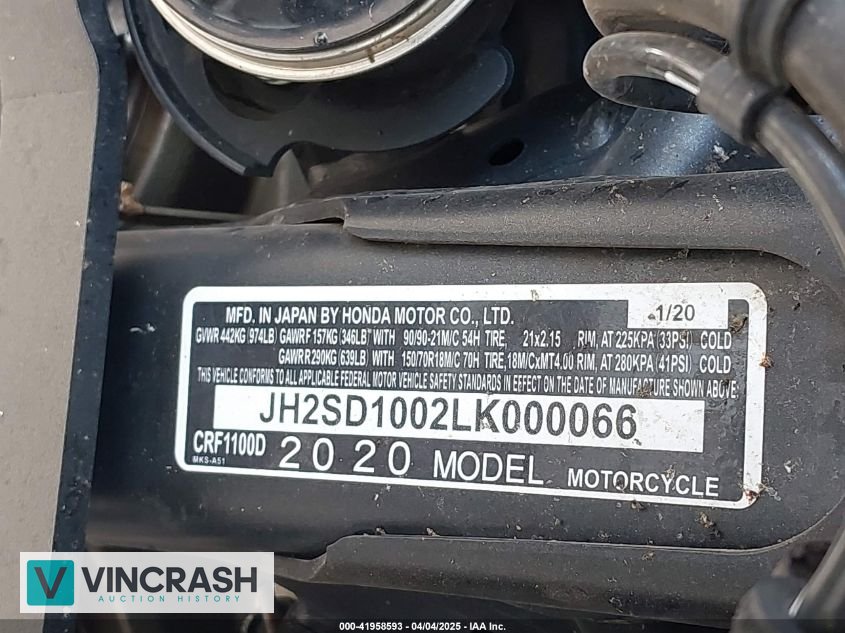 MFD. IN JAPAN BY HONDA MOTOR CO., LTD. 1/20
GVWR 442KG (974LB) GAWR F 157KG (346LB) WITH 90/90-21M/C 54H TIRE, 21x2.15 RIM, AT 225KPA (33PSI) COLD
GAWR R290KG (639LB) WITH 150/70R18M/C 70H TIRE,18M/CxMT4.00 RIM, AT 280KPA (41PSI) COLD
THIS VEHICLE CONFORMS TO ALL APPLICABLE FEDERAL MOTOR VEHICLE SAFETY STANDARDS IN EFFECT ON THE DATE OF MANUFACTURE SHOWN ABOVE.
JH2SD1002LK000066
CRF1100D 2020 MODEL MOTORCYCLE
MKS-A51
V VINCRASH
AUCTION HISTORY
000-41958593 - 04/04/2025 - IAA Inc.